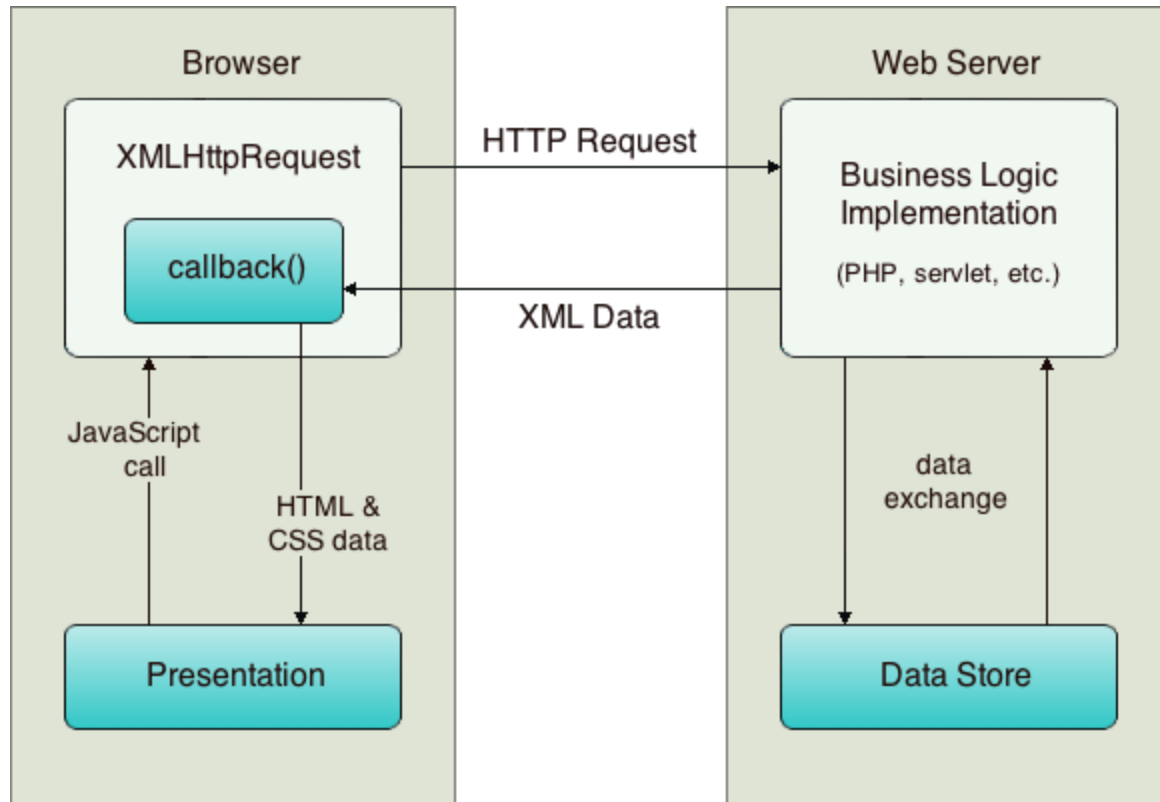 Browser
XMLHttpRequest
callback()
JavaScript
call
HTML &
CSS data
Presentation
HTTP Request
XML Data
Web Server
Business Logic
Implementation
(PHP, servlet, etc.)
data
exchange
Data Store